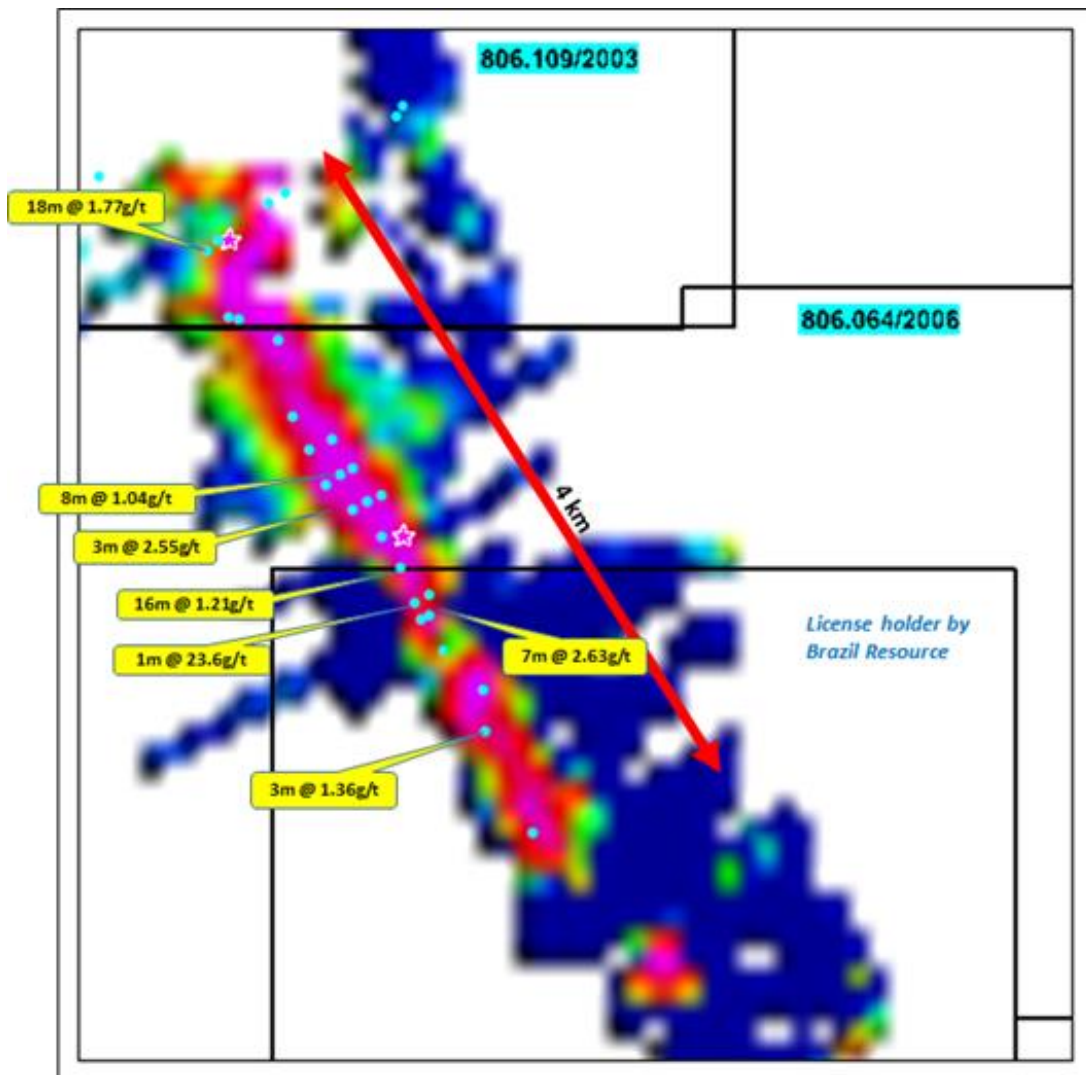 806.109/2003
18m @ 1.77g/t
806.064/2006
8m @ 1.04g/t
4 km
3m @ 2.55g/t
16m @ 1.21g/t
License holder by
Brazil Resource
1m @ 23.6g/t
7m @ 2.63g/t
3m @ 1.36g/t